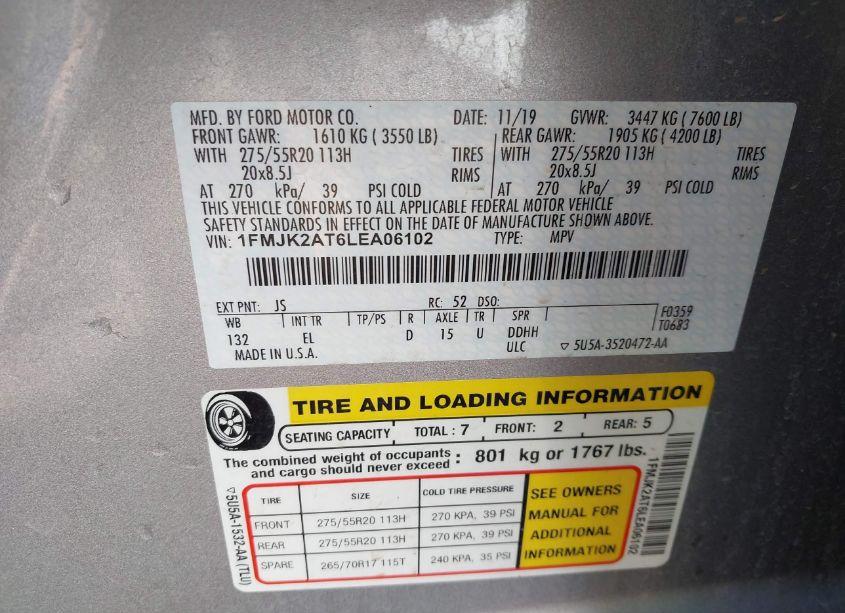 MFD. BY FORD MOTOR CO. DATE: 11/19 GVWR: 3447 KG ( 7600 LB)
FRONT GAWR: 1610 KG ( 3550 LB) REAR GAWR: 1905 KG ( 4200 LB)
WITH 275/55R20 113H TIRES WITH 275/55R20 113H TIRES
20x8.5J RIMS 20x8.5J RIMS
AT 270 kPa/ 39 PSI COLD AT 270 kPa/ 39 PSI COLD
THIS VEHICLE CONFORMS TO ALL APPLICABLE FEDERAL MOTOR VEHICLE
SAFETY STANDARDS IN EFFECT ON THE DATE OF MANUFACTURE SHOWN ABOVE.
VIN: 1FMJK2AT6LEA06102 TYPE: MPV
EXT PNT: JS RC: 52 DSO: F0359
WB INT TR TP/PS R AXLE TR SPR T0683
132 EL D 15 U DDHH
MADE IN U.S.A. ULC ▽ 5U5A-3520472-AA
TIRE AND LOADING INFORMATION
SEATING CAPACITY TOTAL : 7 FRONT: 2 REAR: 5
The combined weight of occupants
and cargo should never exceed : 801 kg or 1767 lbs.
TIRE SIZE COLD TIRE PRESSURE
FRONT 275/55R20 113H 270 KPA, 39 PSI
REAR 275/55R20 113H 270 KPA, 39 PSI
SPARE 265/70R17 115T 240 KPA, 35 PSI
SEE OWNERS
MANUAL FOR
ADDITIONAL
INFORMATION
▽5U5A-1532-AA (TLU)
1FMJK2AT6LEA06102